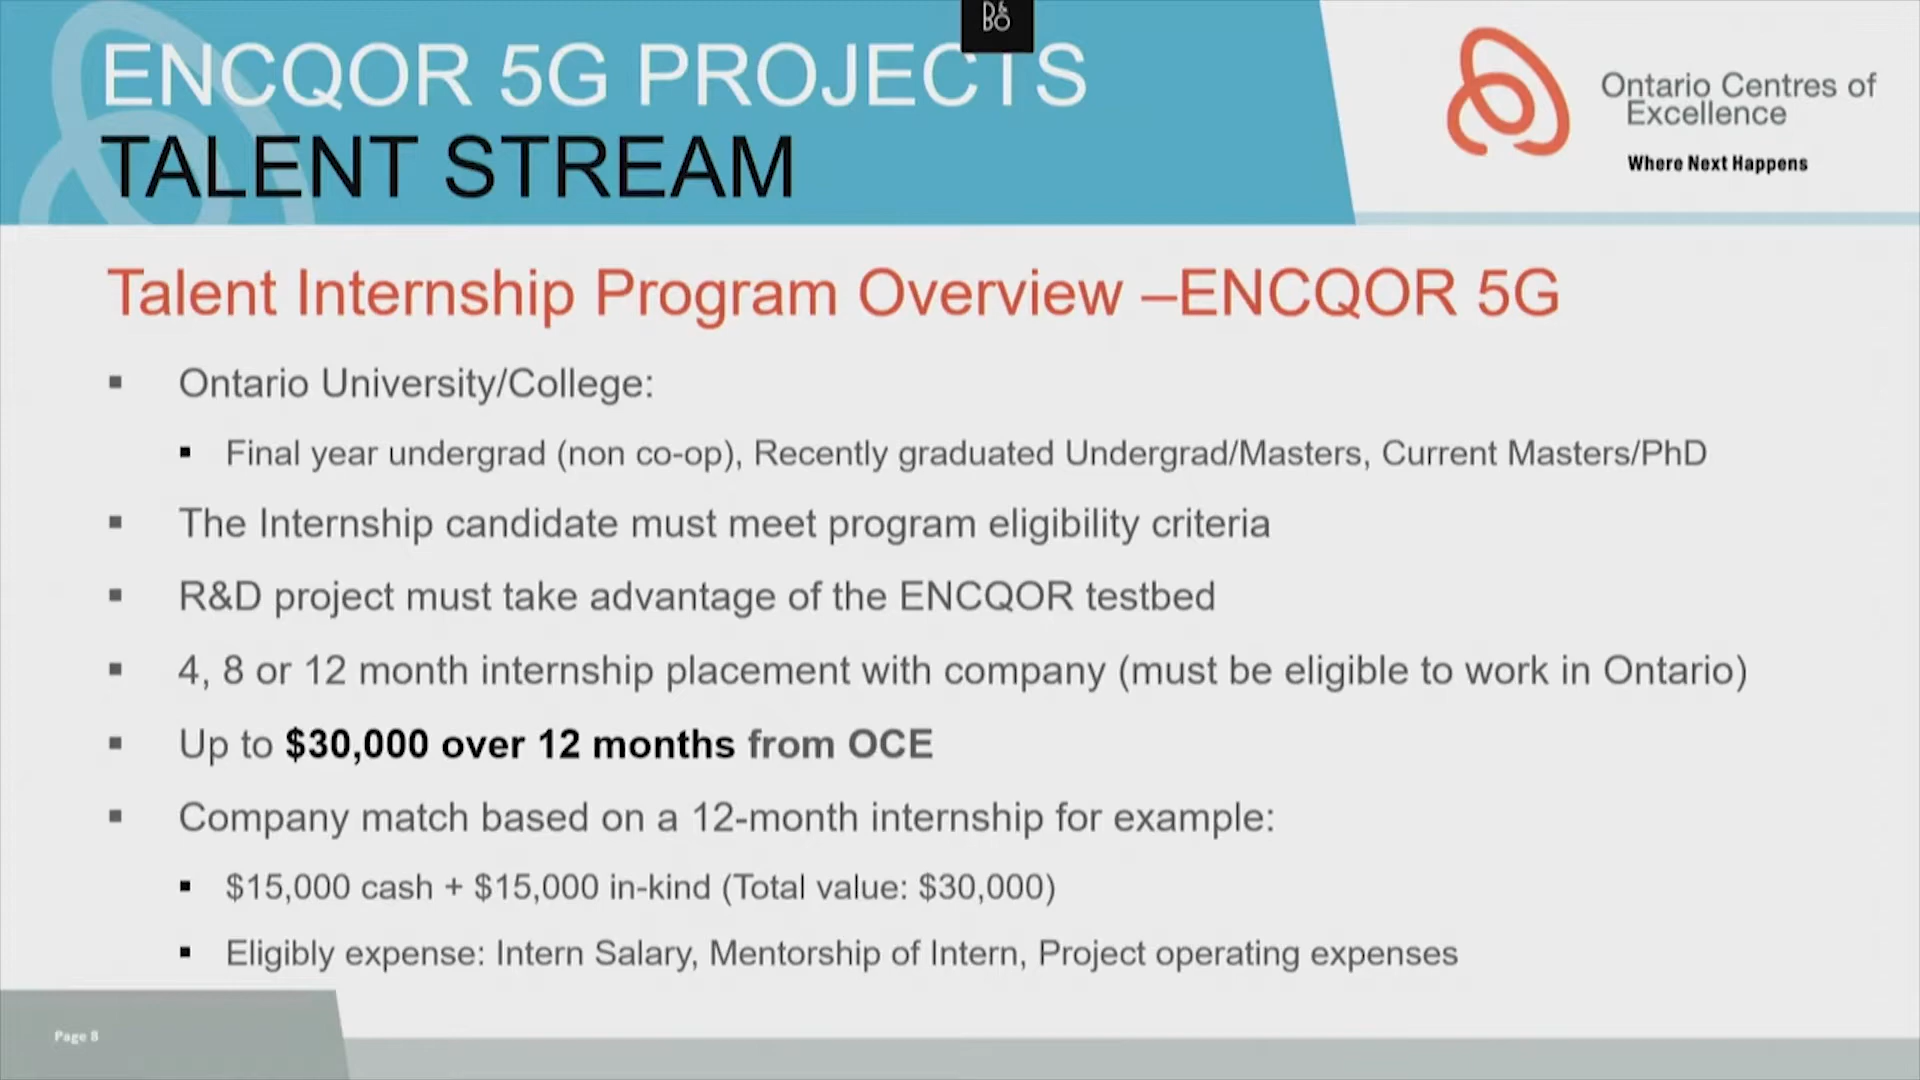 B&O
ENCQOR 5G PROJECTS
TALENT STREAM
Ontario Centres of
Excellence
Where Next Happens
Talent Internship Program Overview –ENCQOR 5G
▪ Ontario University/College:
▪ Final year undergrad (non co-op), Recently graduated Undergrad/Masters, Current Masters/PhD
▪ The Internship candidate must meet program eligibility criteria
▪ R&D project must take advantage of the ENCQOR testbed
▪ 4, 8 or 12 month internship placement with company (must be eligible to work in Ontario)
▪ Up to $30,000 over 12 months from OCE
▪ Company match based on a 12-month internship for example:
▪ $15,000 cash + $15,000 in-kind (Total value: $30,000)
▪ Eligibly expense: Intern Salary, Mentorship of Intern, Project operating expenses
Page 8